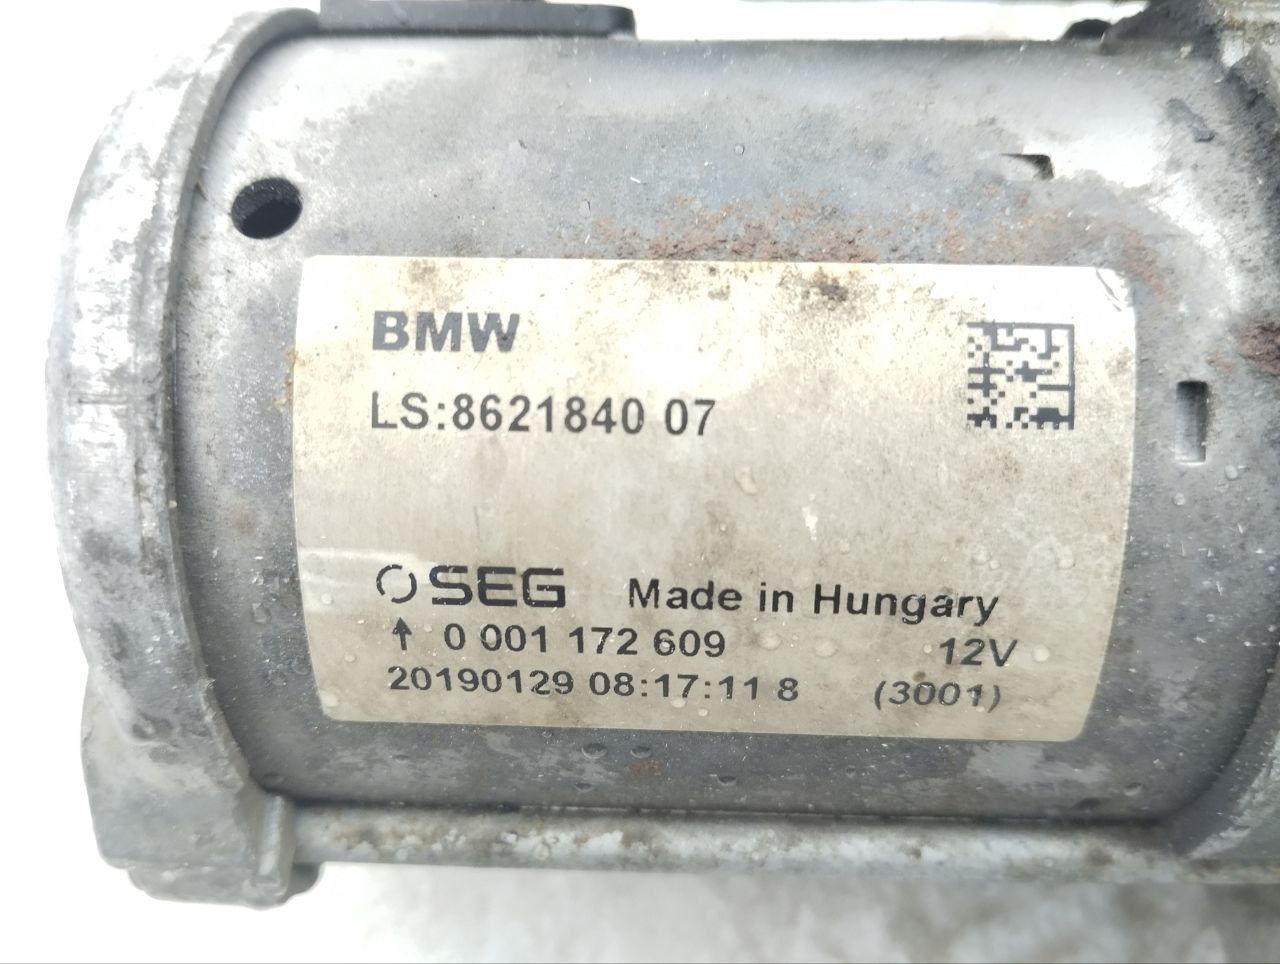 BMW
LS:8621840 07
SEG Made in Hungary
↑ 0 001 172 609 12V
20190129 08:17:11 8 (3001)